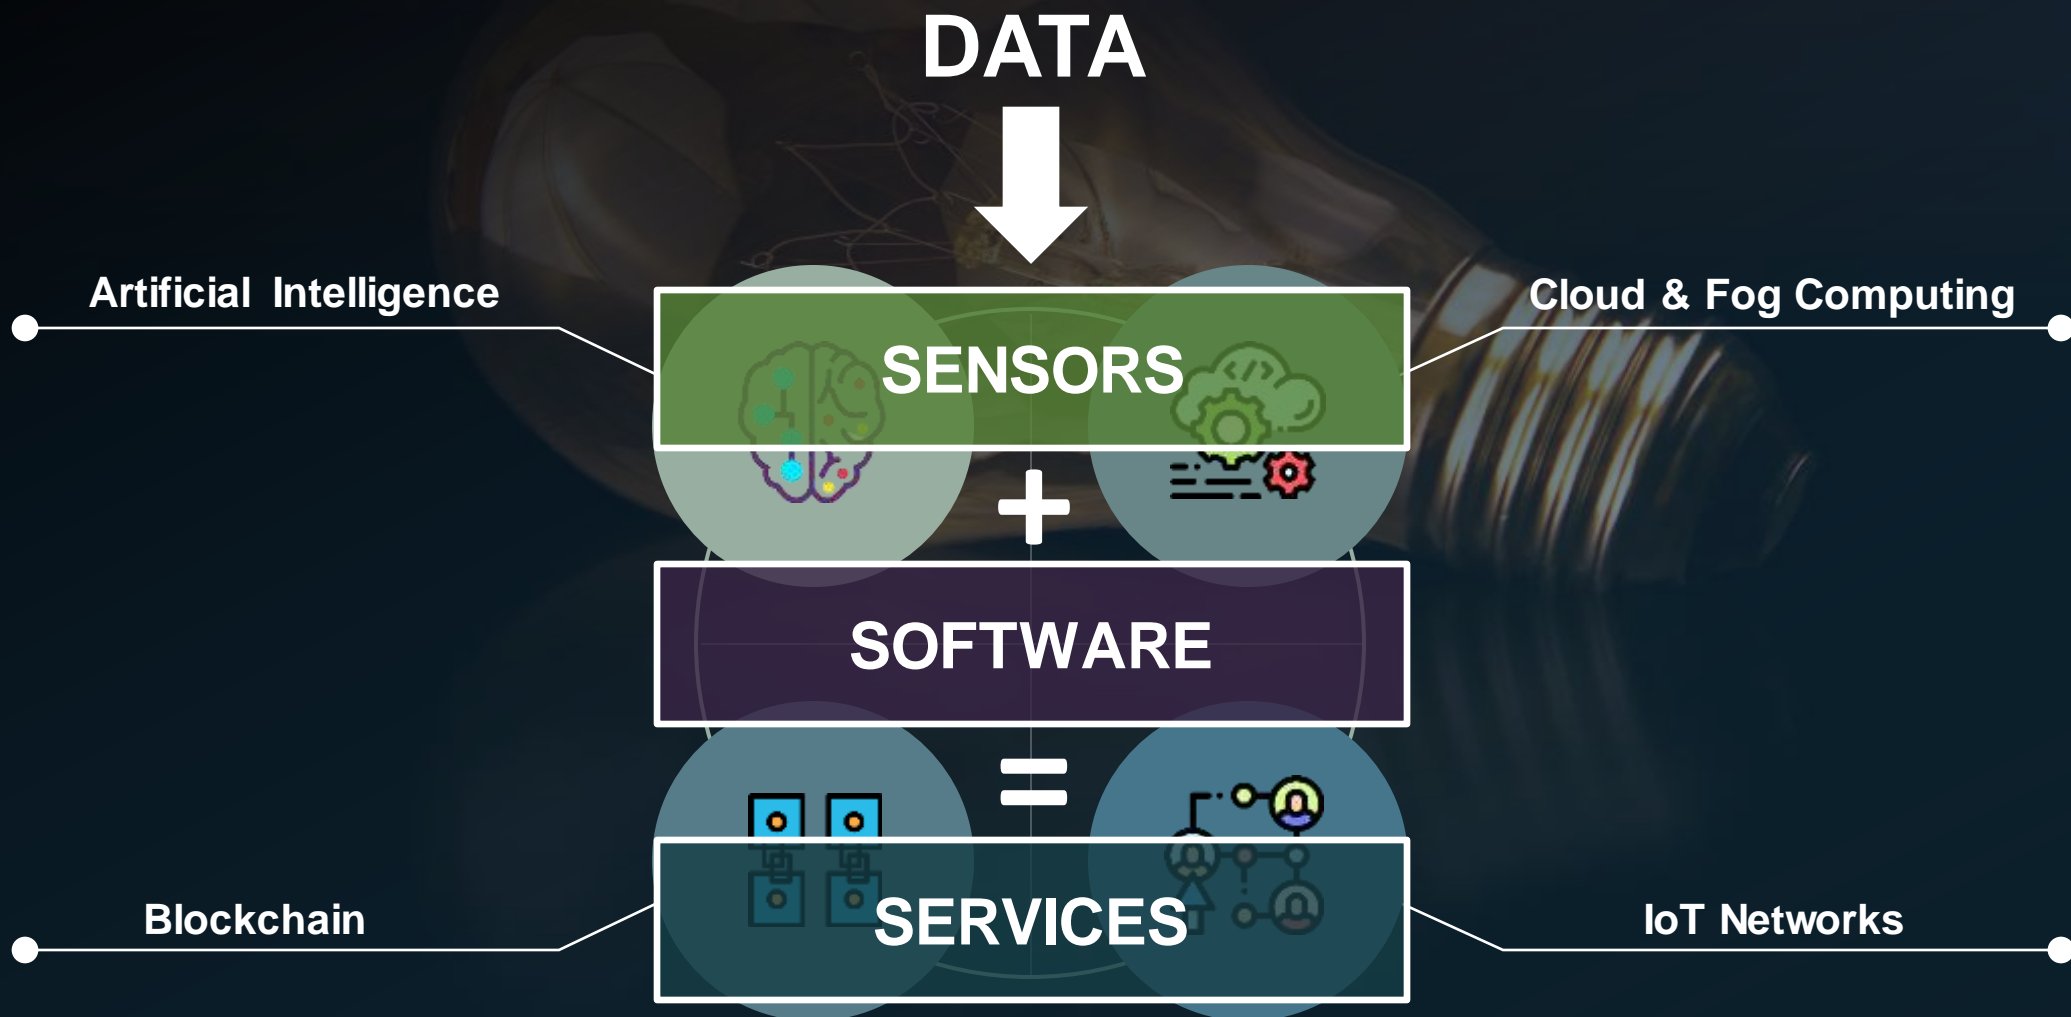 DATA
Artificial Intelligence
Cloud & Fog Computing
SENSORS
+
SOFTWARE
=
SERVICES
Blockchain
IoT Networks